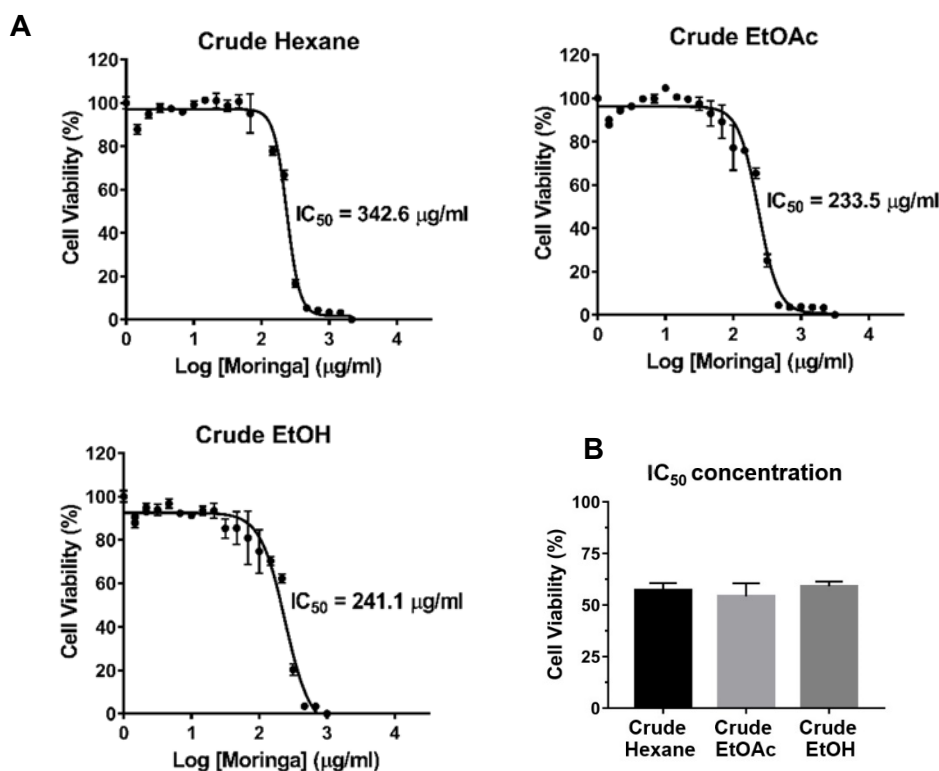 A
Crude Hexane
Cell Viability (%)
120
100
80
60
40
20
0
IC50 = 342.6 μg/ml
0 1 2 3 4
Log [Moringa] (μg/ml)
Crude EtOAc
Cell Viability (%)
120
100
80
60
40
20
0
IC50 = 233.5 μg/ml
0 1 2 3 4
Log [Moringa] (μg/ml)
Crude EtOH
Cell Viability (%)
120
100
80
60
40
20
0
IC50 = 241.1 μg/ml
0 1 2 3 4
Log [Moringa] (μg/ml)
B
IC50 concentration
Cell Viability (%)
100
75
50
25
0
Crude Hexane
Crude EtOAc
Crude EtOH